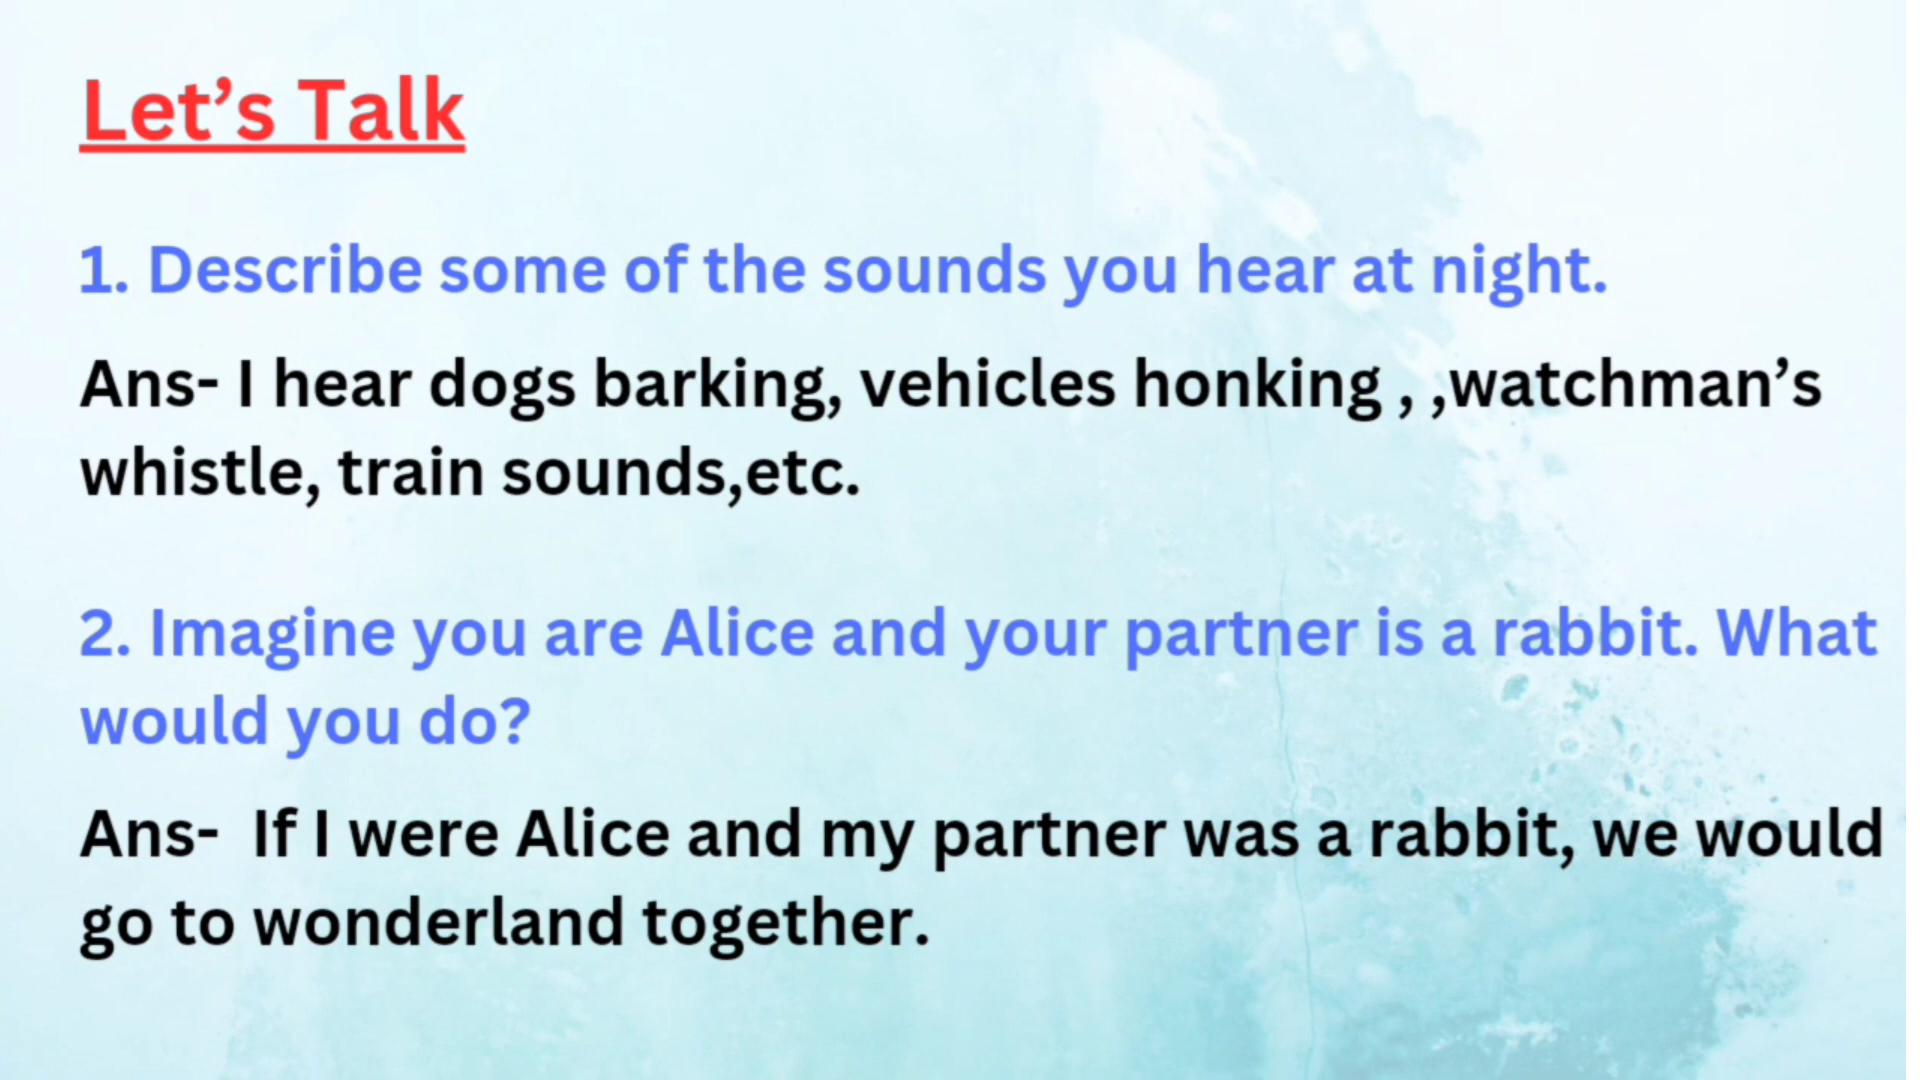 Let’s Talk
1. Describe some of the sounds you hear at night.
Ans- I hear dogs barking, vehicles honking , ,watchman’s
whistle, train sounds,etc.
2. Imagine you are Alice and your partner is a rabbit. What
would you do?
Ans-  If I were Alice and my partner was a rabbit, we would
go to wonderland together.